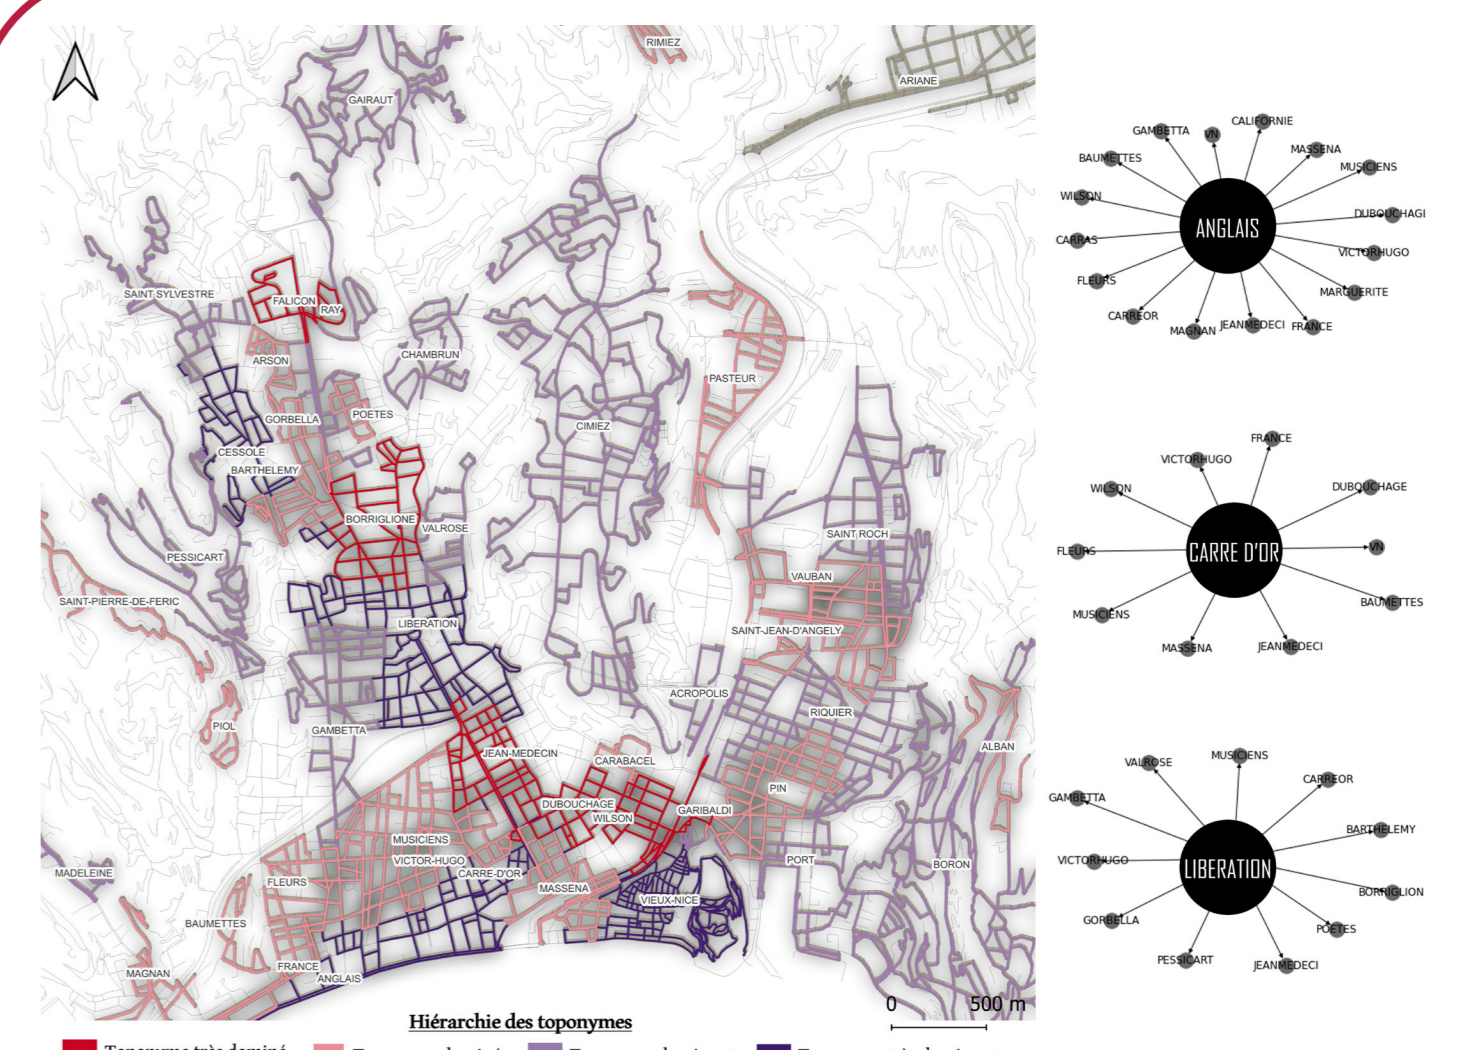 RIMIEZ
ARIANE
GAIRAUT
SAINT SYLVESTRE
FALICON
RAY
ARSON
CHAMBRUN
PASTEUR
GORBELLA
POETES
CIMIEZ
CESSOLE
BARTHELEMY
BORRIGLIONE
VALROSE
SAINT ROCH
PESSICART
VAUBAN
SAINT-PIERRE-DE-FERIC
LIBERATION
SAINT-JEAN-D'ANGELY
ACROPOLIS
RIQUIER
PIOL
GAMBETTA
ALBAN
JEAN-MEDECIN
CARABACEL
PIN
DUBOUCHAGE
WILSON
GARIBALDI
MUSICIENS
VICTOR-HUGO
PORT
BORON
MADELEINE
CARRE-D'OR
FLEURS
MASSENA
VIEUX-NICE
BAUMETTES
FRANCE
MAGNAN
ANGLAIS
0 500 m
Hiérarchie des toponymes
ANGLAIS
CALIFORNIE
GAMBETTA
VN
MASSENA
BAUMETTES
MUSICIENS
WILSON
DUBOUCHAGI
CARRAS
VICTORHUGO
FLEURS
MARGUERITE
CARREOR
MAGNAN
JEANMEDECI
FRANCE
CARRE D'OR
FRANCE
VICTORHUGO
WILSON
DUBOUCHAGE
FLEURS
VN
MUSICIENS
BAUMETTES
MASSENA
JEANMEDECI
LIBERATION
MUSICIENS
VALROSE
CARREOR
GAMBETTA
BARTHELEMY
VICTORHUGO
BORRIGLION
GORBELLA
POETES
PESSICART
JEANMEDECI